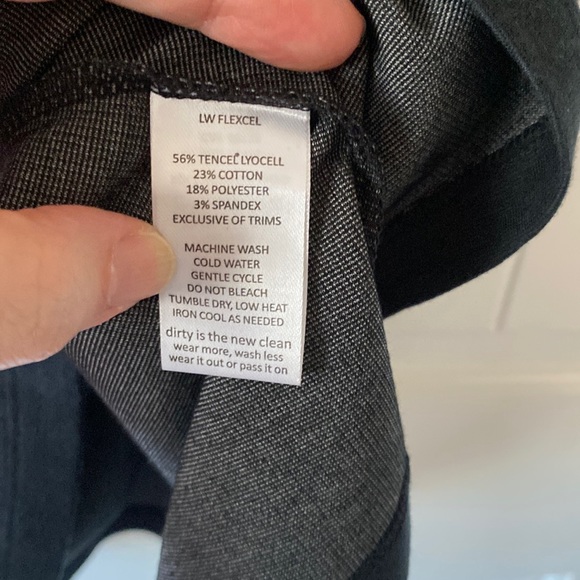 LW FLEXCEL
56% TENCEL LYOCELL
23% COTTON
18% POLYESTER
3% SPANDEX
EXCLUSIVE OF TRIMS
MACHINE WASH
COLD WATER
GENTLE CYCLE
DO NOT BLEACH
TUMBLE DRY, LOW HEAT
IRON COOL AS NEEDED
dirty is the new clean
wear more, wash less
wear it out or pass it on